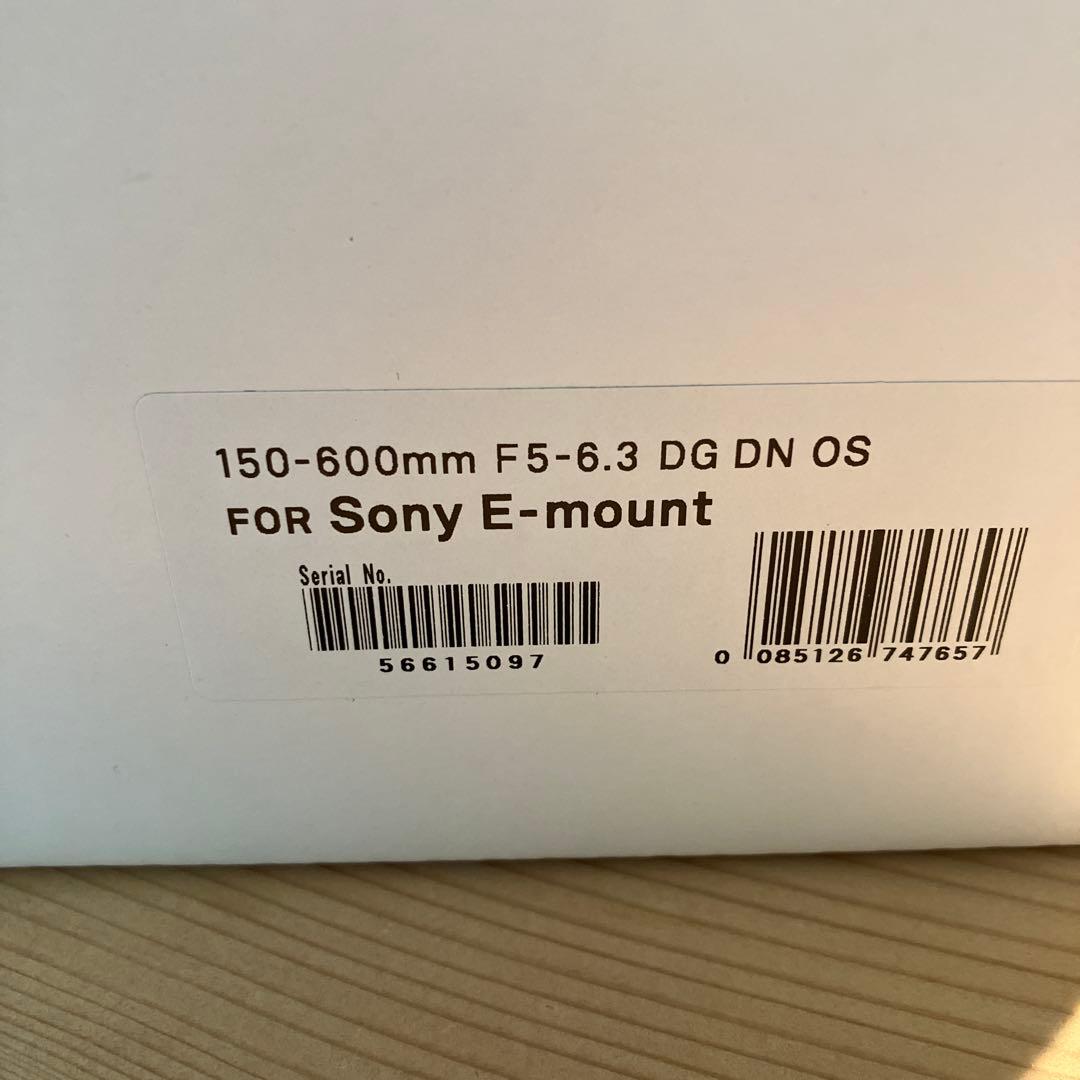 150-600mm F5-6.3 DG DN OS
FOR Sony E-mount
Serial No.
56615097
0 085126 747657